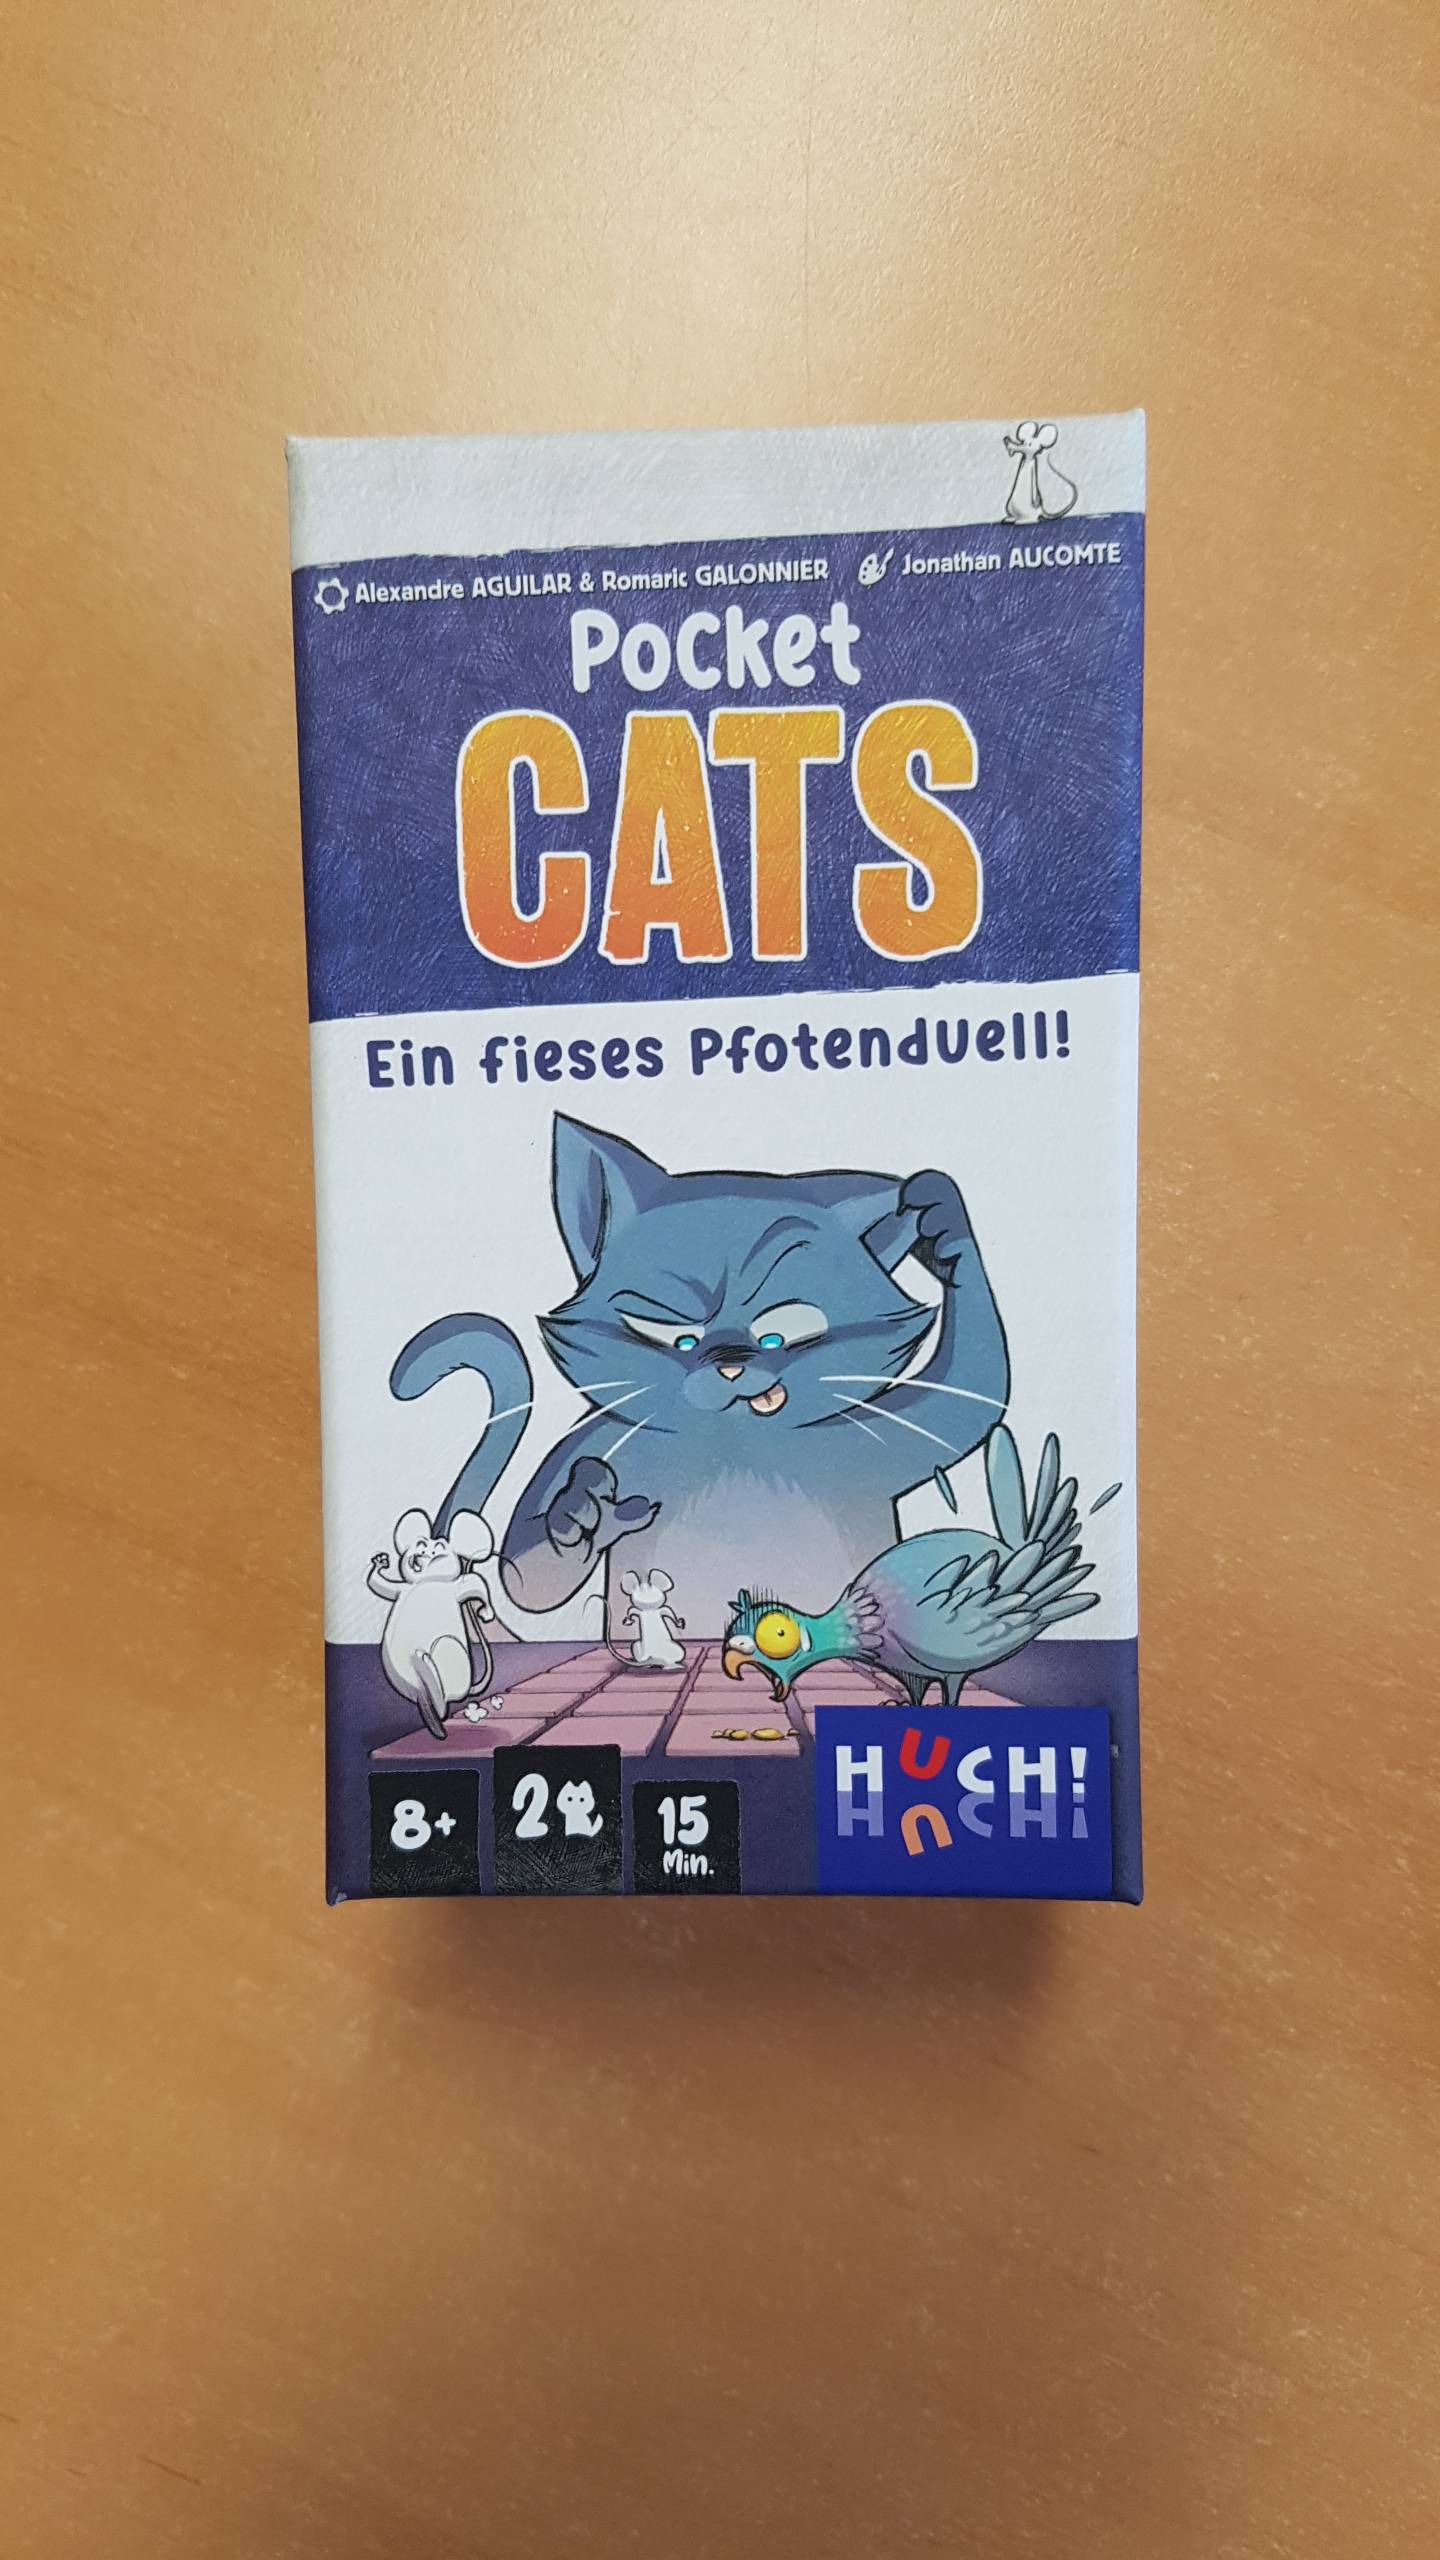 Alexandre AGUILAR & Romaric GALONNIER Jonathan AUCOMTE
Pocket
CATS
Ein fieses Pfotenduell!
8+
2
15
Min.
HUCH!